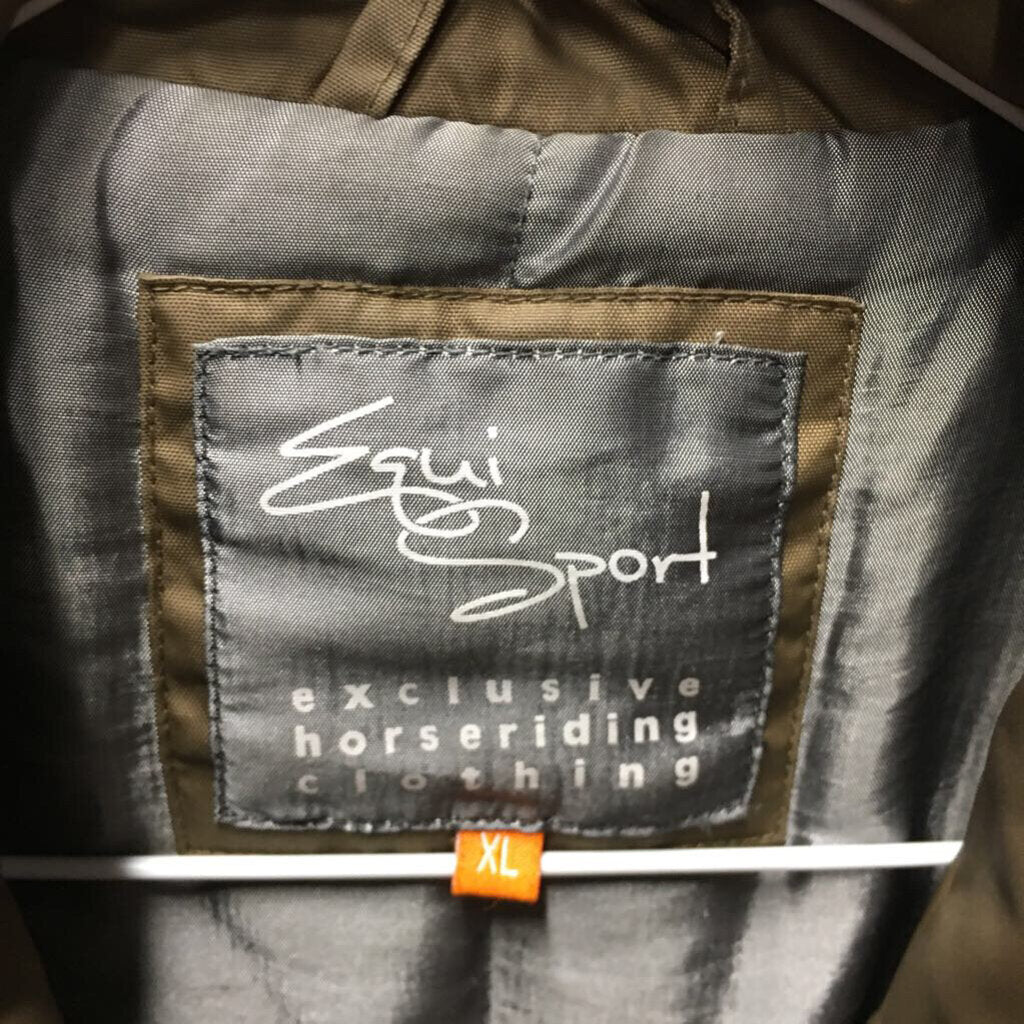 Equi
Sport
exclusive
horseriding
clothing
XL